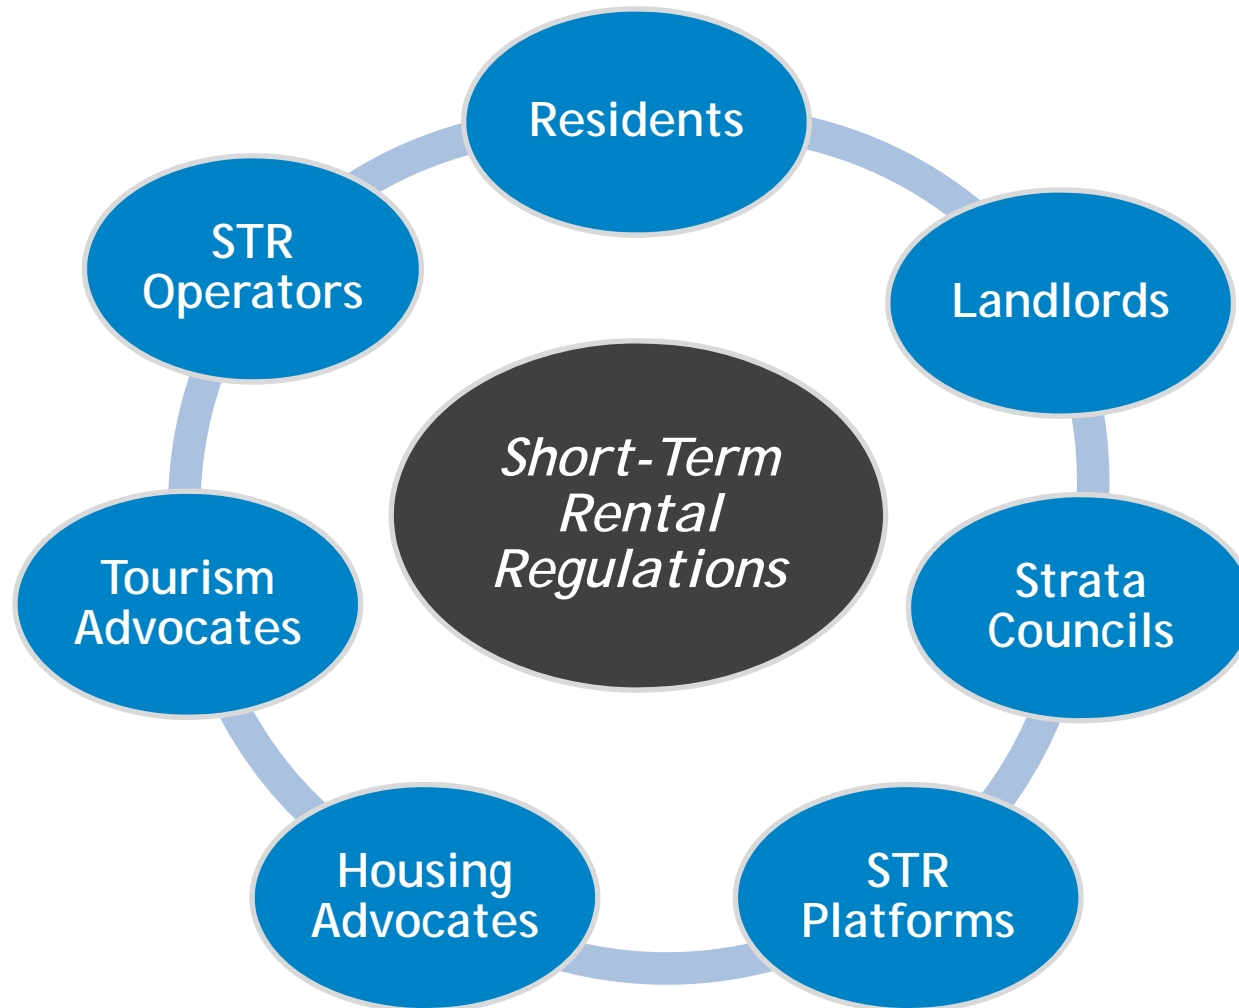 Residents
STR
Operators
Landlords
Short-Term
Rental
Regulations
Tourism
Advocates
Strata
Councils
Housing
Advocates
STR
Platforms